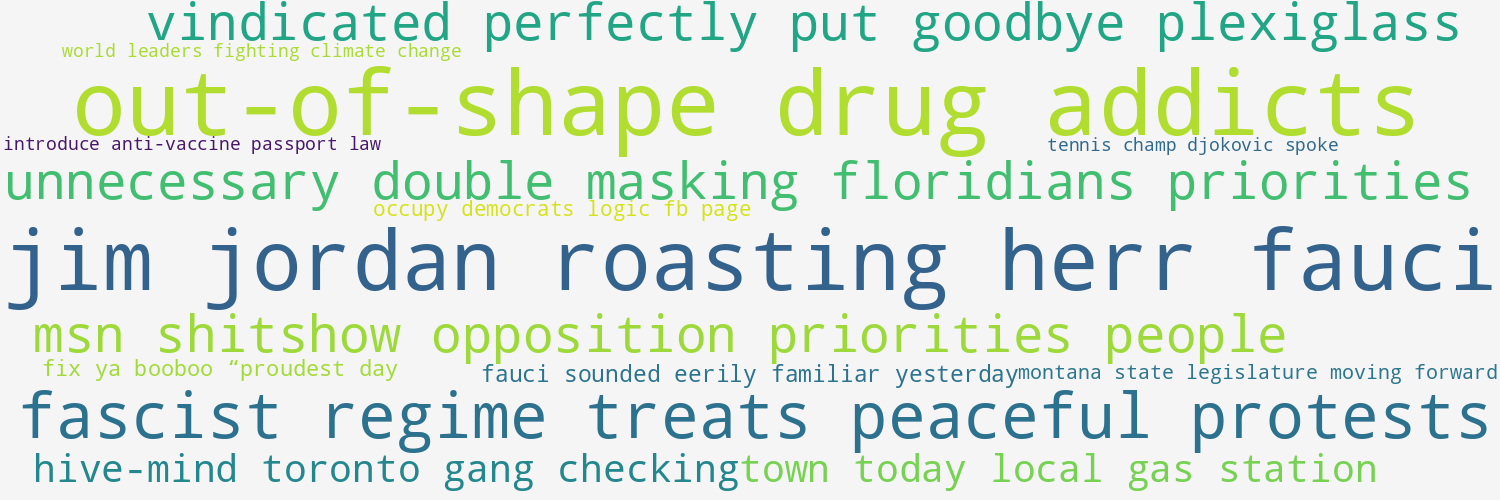 vindicated perfectly put goodbye plexiglass
world leaders fighting climate change
out-of-shape drug addicts
introduce anti-vaccine passport law
tennis champ djokovic spoke
unnecessary double masking floridians priorities
occupy democrats logic fb page
jim jordan roasting herr fauci
msn shitshow opposition priorities people
fix ya booboo “proudest day
fauci sounded eerily familiar yesterday
montana state legislature moving forward
fascist regime treats peaceful protests
hive-mind toronto gang checking
town today local gas station